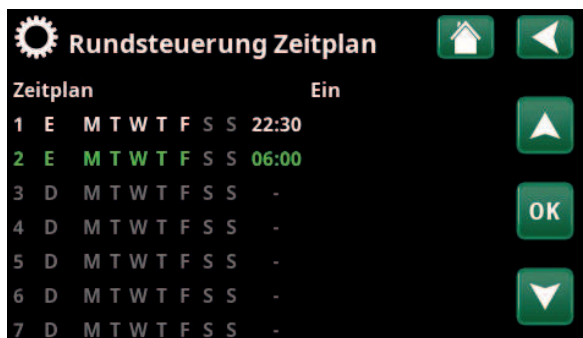 Rundsteuerung Zeitplan
Zeitplan Ein
1 E M T W T F S S 22:30
2 E M T W T F S S 06:00
3 D M T W T F S S -
4 D M T W T F S S -
OK
5 D M T W T F S S -
6 D M T W T F S S -
7 D M T W T F S S -